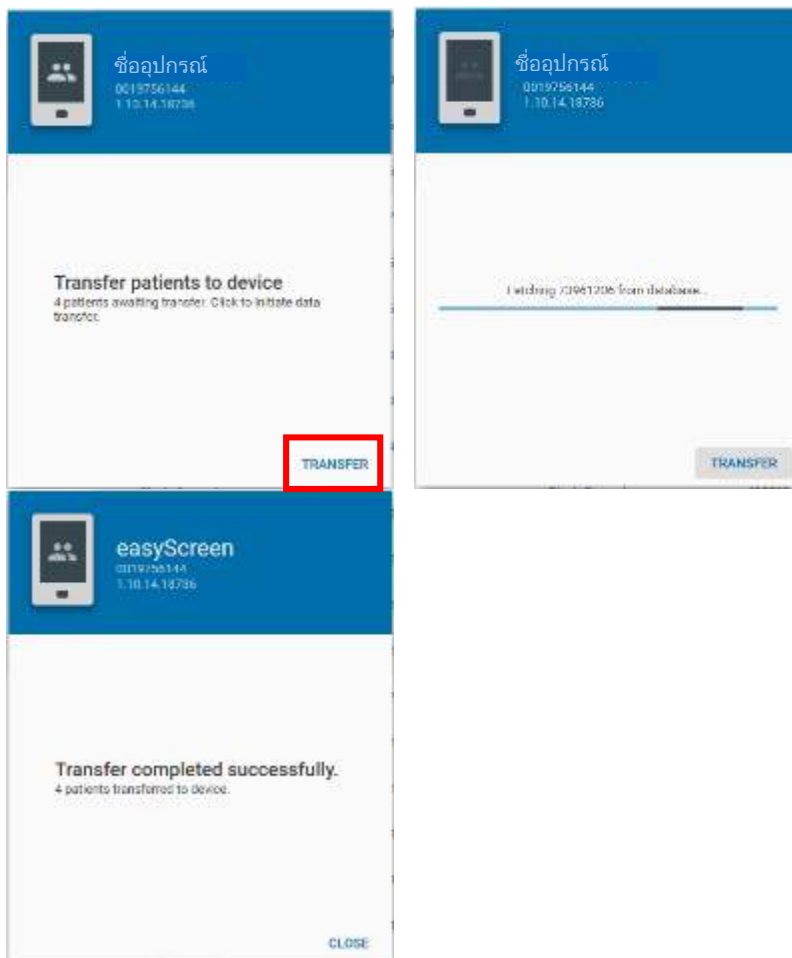 ชื่ออุปกรณ์
0019756144
1.10.14.18736
Transfer patients to device
4 patients awaiting transfer. Click to initiate data
transfer.
TRANSFER
ชื่ออุปกรณ์
0019756144
1.10.14.18736
Fetching 73961206 from database...
TRANSFER
easyScreen
0019756144
1.10.14.18736
Transfer completed successfully.
4 patients transferred to device.
CLOSE